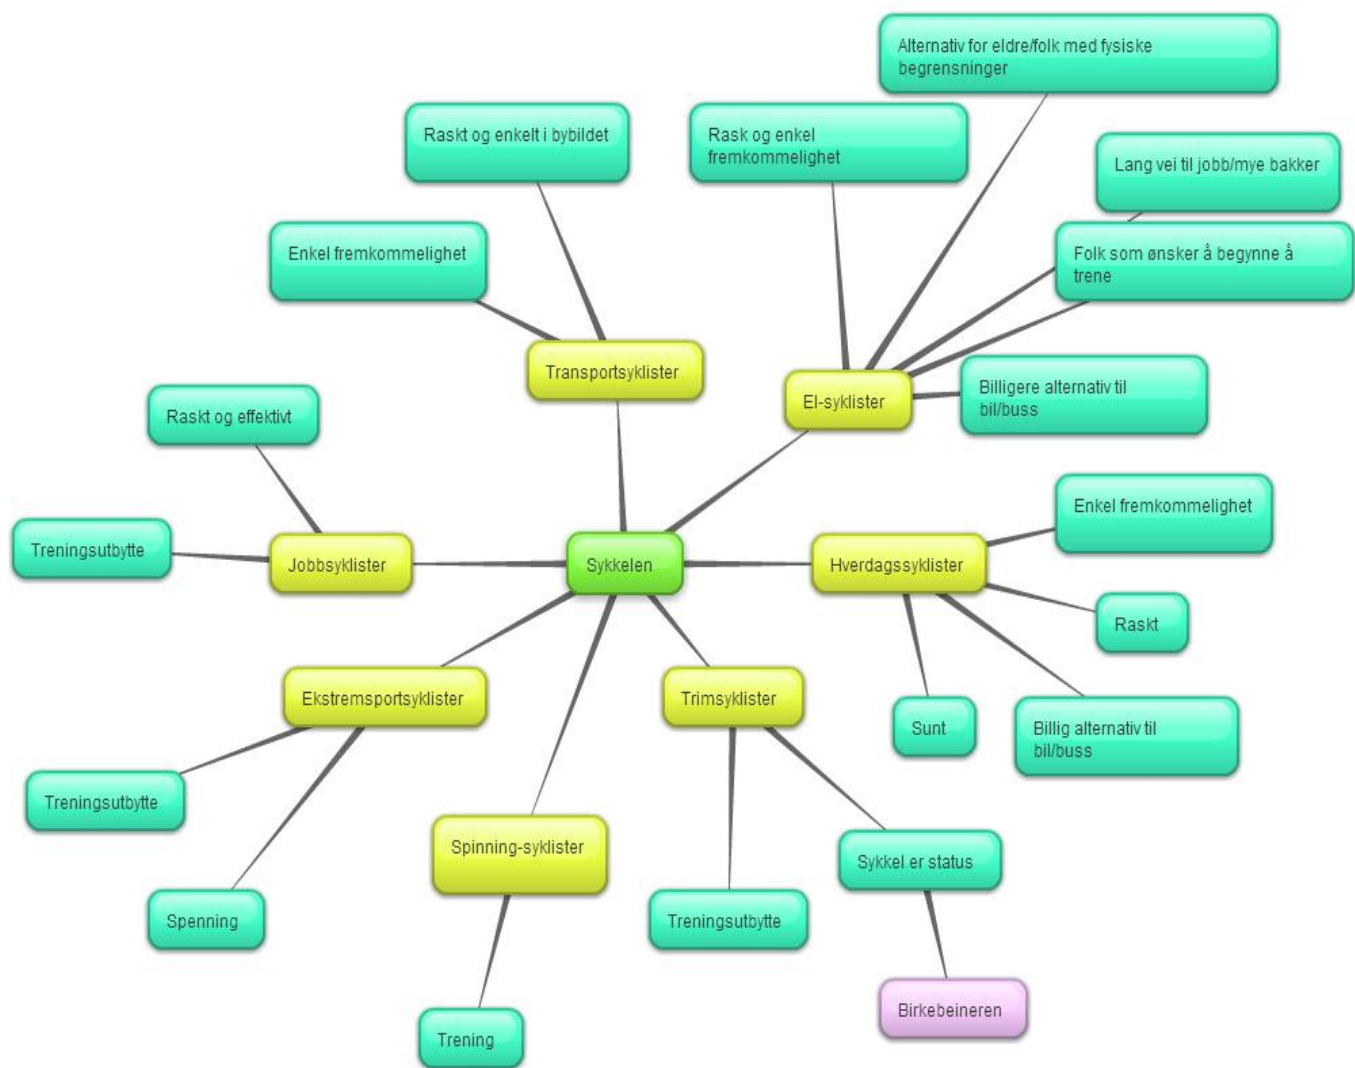 Alternativ for eldre/folk med fysiske
begrensninger
Raskt og enkelt i bybildet
Rask og enkel
fremkommelighet
Lang vei til jobb/mye bakker
Enkel fremkommelighet
Folk som ønsker å begynne å
trene
Transportsyklister
El-syklister
Billigere alternativ til
bil/buss
Raskt og effektivt
Enkel fremkommelighet
Treningsutbytte
Jobbsyklister
Sykkelen
Hverdagssyklister
Raskt
Ekstremsportsyklister
Trimsyklister
Sunt
Billig alternativ til
bil/buss
Treningsutbytte
Spinning-syklister
Sykkel er status
Spenning
Treningsutbytte
Birkebeineren
Trening